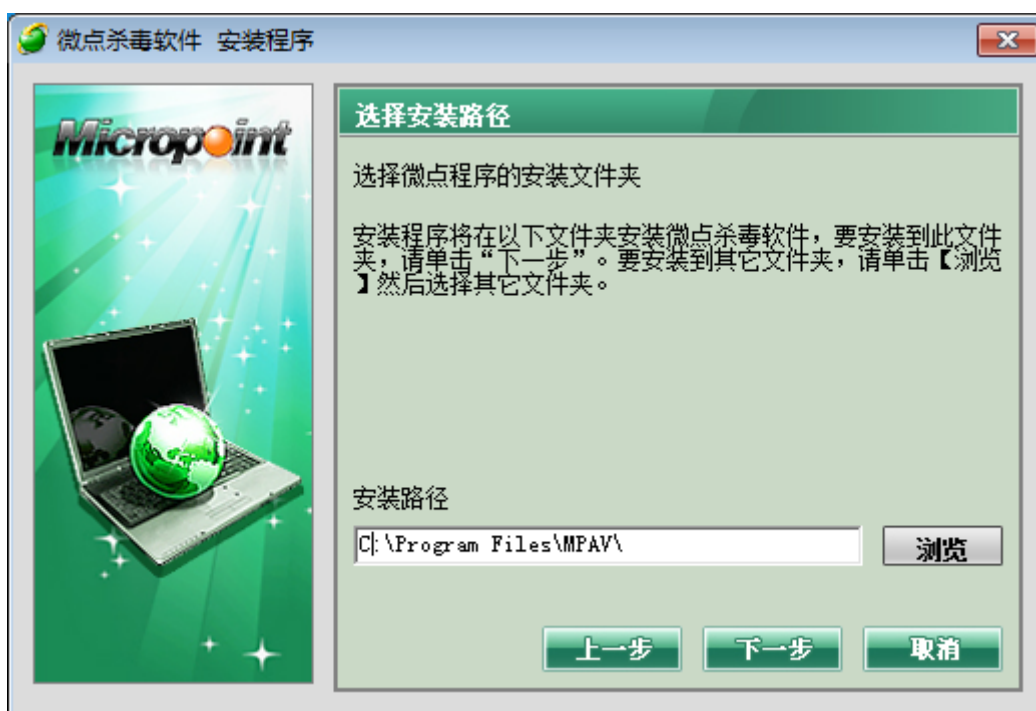 微点杀毒软件 安装程序
Micropoint
选择安装路径
选择微点程序的安装文件夹
安装程序将在以下文件夹安装微点杀毒软件，要安装到此文件
夹，请单击“下一步”。要安装到其它文件夹，请单击【浏览
】然后选择其它文件夹。
安装路径
C:\Program Files\MPAV\
浏览
上一步 下一步 取消